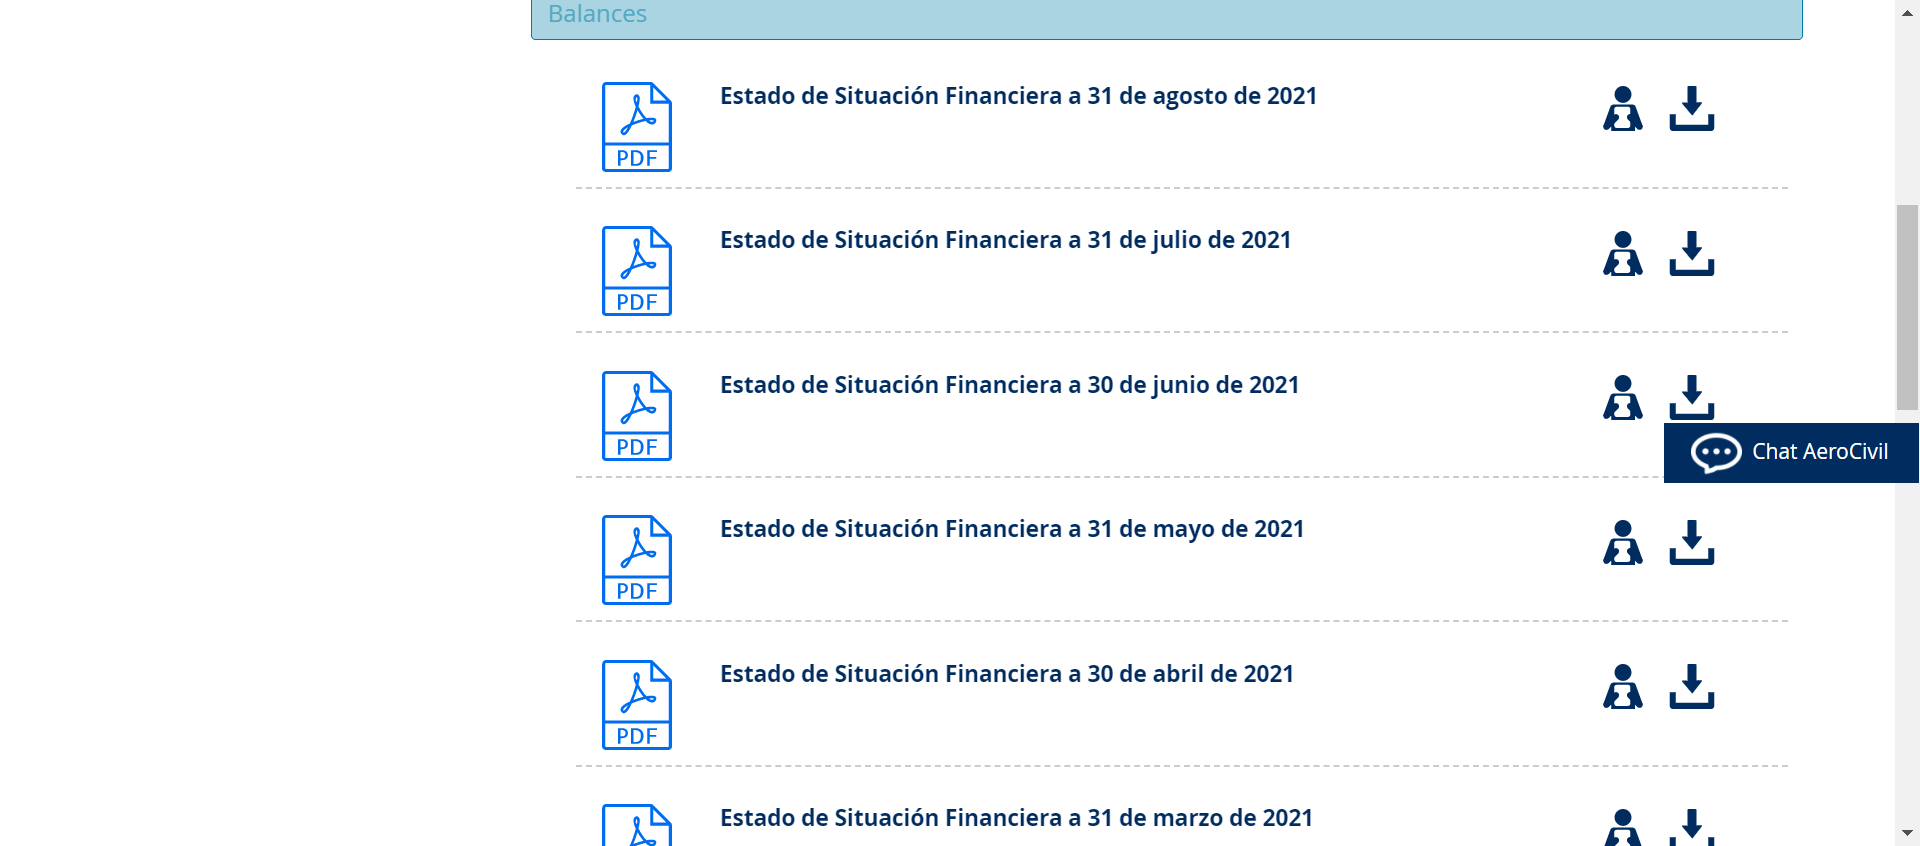 Balances
Estado de Situación Financiera a 31 de agosto de 2021
PDF
Estado de Situación Financiera a 31 de julio de 2021
PDF
Estado de Situación Financiera a 30 de junio de 2021
PDF
Chat AeroCivil
Estado de Situación Financiera a 31 de mayo de 2021
PDF
Estado de Situación Financiera a 30 de abril de 2021
PDF
Estado de Situación Financiera a 31 de marzo de 2021